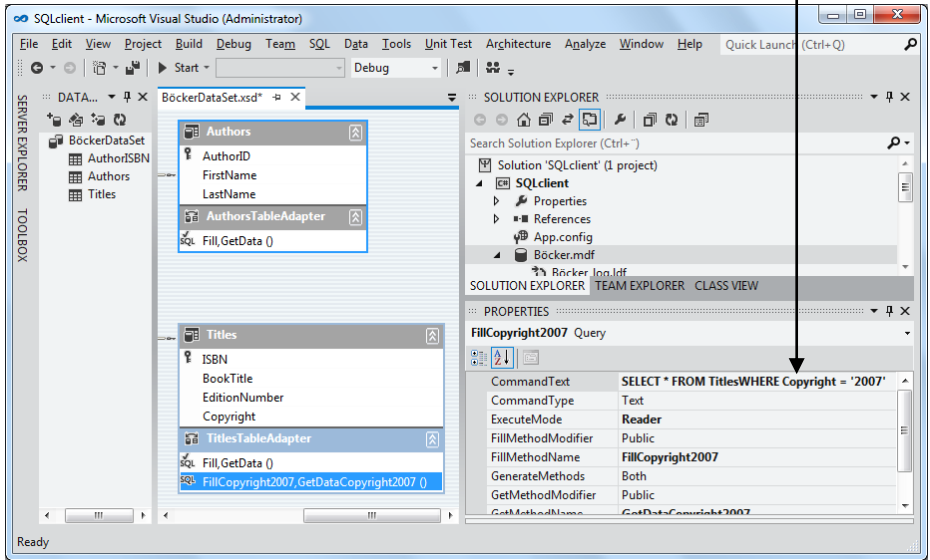 SQLclient - Microsoft Visual Studio (Administrator)
File Edit View Project Build Debug Team SQL Data Tools Unit Test Architecture Analyze Window Help Quick Launch (Ctrl+Q)
Start Debug
SERVER EXPLORER
TOOLBOX
DATA...
BöckerDataSet
AuthorISBN
Authors
Titles
BöckerDataSet.xsd*
Authors
AuthorID
FirstName
LastName
AuthorsTableAdapter
SQL Fill,GetData ()
Titles
ISBN
BookTitle
EditionNumber
Copyright
TitlesTableAdapter
SQL Fill,GetData ()
SQL FillCopyright2007,GetDataCopyright2007 ()
SOLUTION EXPLORER
Search Solution Explorer (Ctrl+¨)
Solution 'SQLclient' (1 project)
C# SQLclient
Properties
References
App.config
Böcker.mdf
Böcker_log.ldf
SOLUTION EXPLORER TEAM EXPLORER CLASS VIEW
PROPERTIES
FillCopyright2007 Query
CommandText SELECT * FROM TitlesWHERE Copyright = '2007'
CommandType Text
ExecuteMode Reader
FillMethodModifier Public
FillMethodName FillCopyright2007
GenerateMethods Both
GetMethodModifier Public
GetMethodName GetDataCopyright2007
Ready